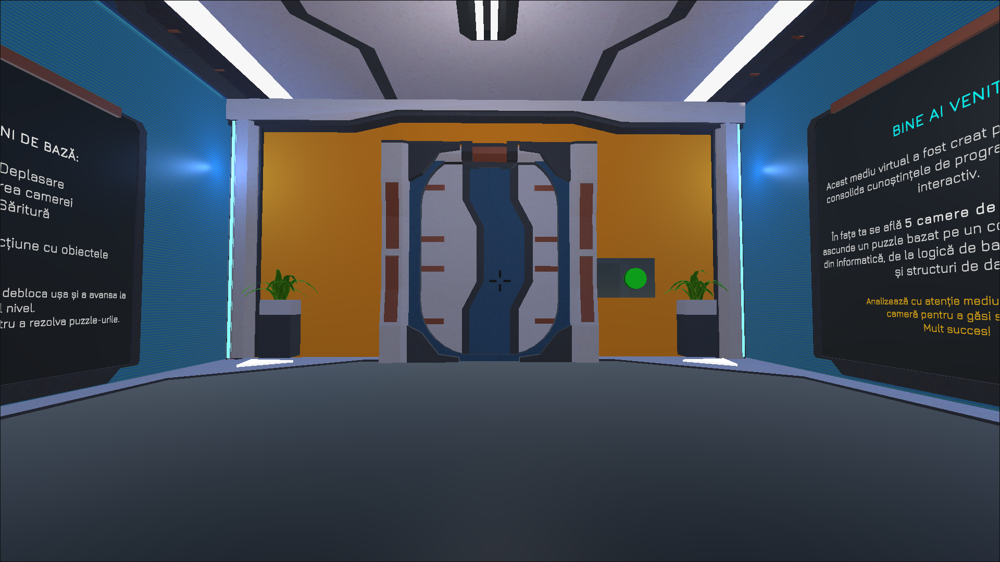 NI DE BAZĂ:
Deplasare
rea camerei
Săritură
cțiune cu obiectele
debloca ușa și a avansa la
l nivel.
tru a rezolva puzzle-urile.
BINE AI VENIT
Acest mediu virtual a fost creat p
consolida cunoștințele de progra
interactiv.
În fața ta se află 5 camere de
ascunde un puzzle bazat pe un co
din informatică, de la logică de ba
și structuri de da
Analizează cu atenție mediu
cameră pentru a găsi s
Mult succes!